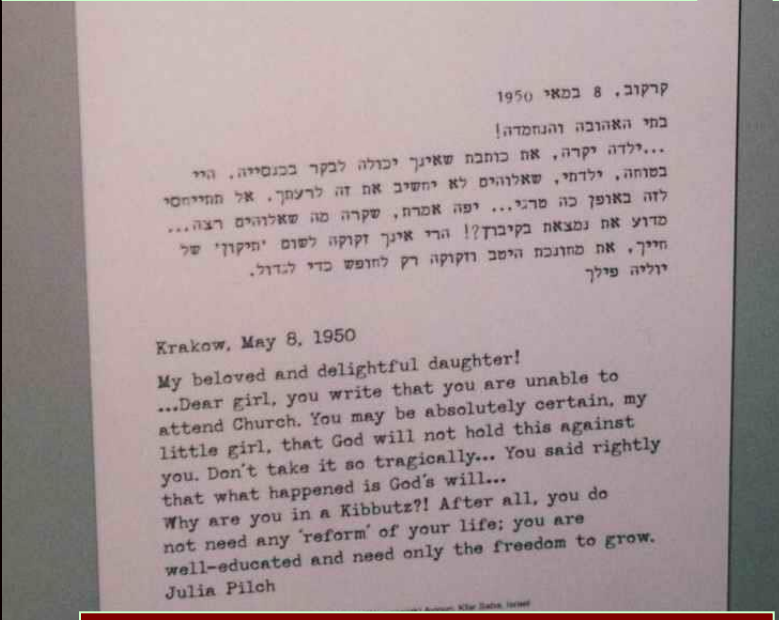 קרקוב, 8 במאי 1950
בתי האהובה והנחמדה!
...ילדה יקרה, את כותבת שאינך יכולה לבקר בכנסייה. היי
בטוחה, ילדתי, שאלוהים לא יחשיב את זה לרעתך. אל תתייחסי
לזה באופן כה טרגי... יפה אמרת, שקרה מה שאלוהים רצה...
מדוע את נמצאת בקיבוץ?! הרי אינך זקוקה לשום 'תיקון' של
חייך, את מחונכת היטב וזקוקה רק לחופש כדי לגדול.
יוליה פילך
Krakow, May 8, 1950
My beloved and delightful daughter!
...Dear girl, you write that you are unable to
attend Church. You may be absolutely certain, my
little girl, that God will not hold this against
you. Don't take it so tragically... You said rightly
that what happened is God's will...
Why are you in a Kibbutz?! After all, you do
not need any 'reform' of your life; you are
well-educated and need only the freedom to grow.
Julia Pilch
Kfar Saba, Israel